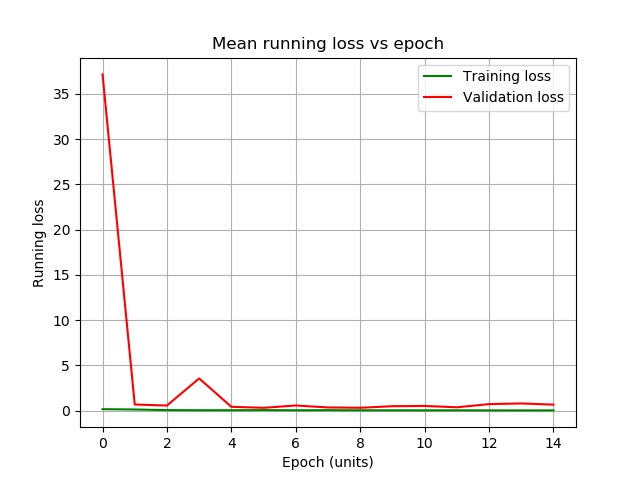 Mean running loss vs epoch
Training loss
Validation loss
35
30
25
20
15
10
5
0
Running loss
0 2 4 6 8 10 12 14
Epoch (units)